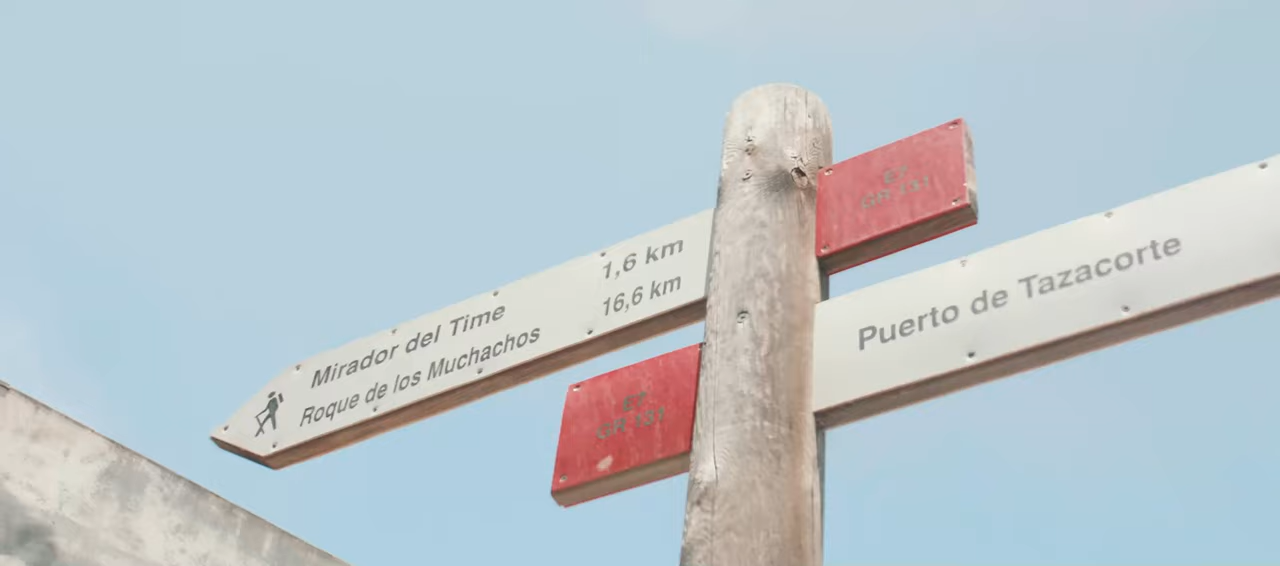 Mirador del Time 1,6 km
Roque de los Muchachos 16,6 km
E7
GR 131
E7
GR 131
Puerto de Tazacorte